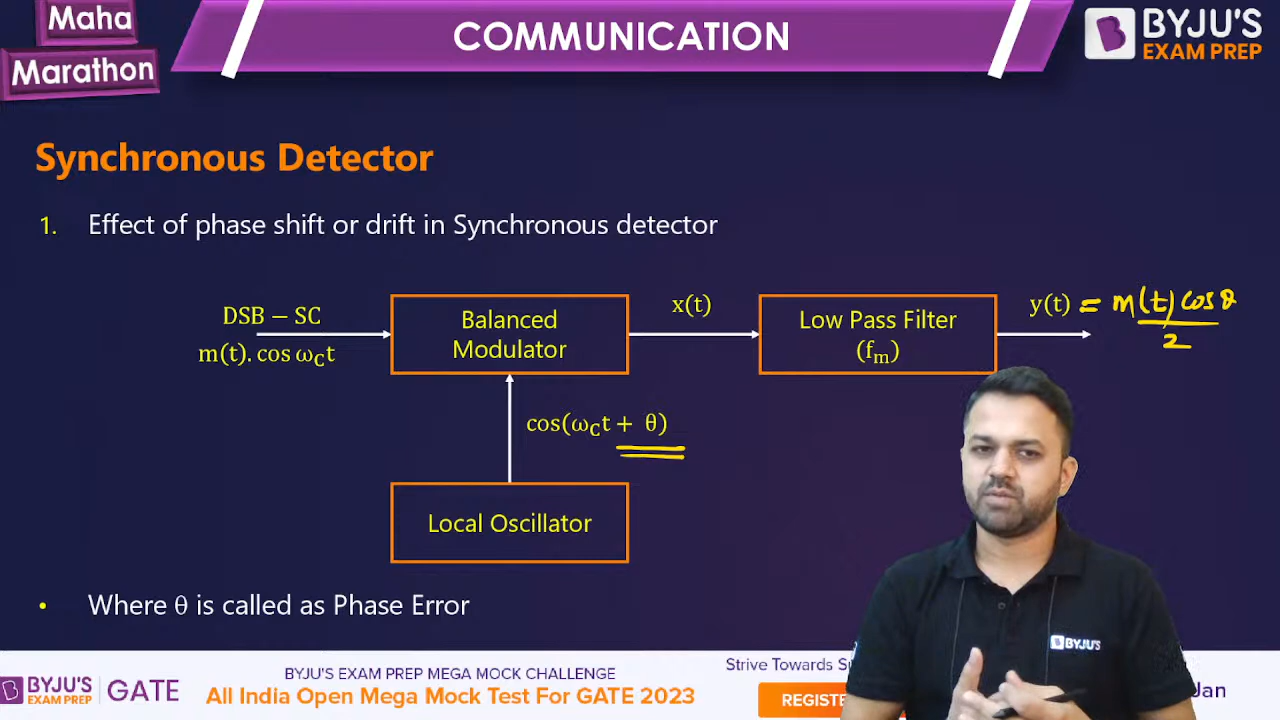 Maha
Marathon
COMMUNICATION
BYJU'S
EXAM PREP
Synchronous Detector
1. Effect of phase shift or drift in Synchronous detector
DSB – SC
m(t). cos ω_C t
Balanced
Modulator
x(t)
Low Pass Filter
(f_m)
y(t) = m(t) cos θ
2
cos(ω_C t + θ)
Local Oscillator
• Where θ is called as Phase Error
BYJU'S
BYJU'S
EXAM PREP
GATE
BYJU'S EXAM PREP MEGA MOCK CHALLENGE
All India Open Mega Mock Test For GATE 2023
Strive Towards
Jan